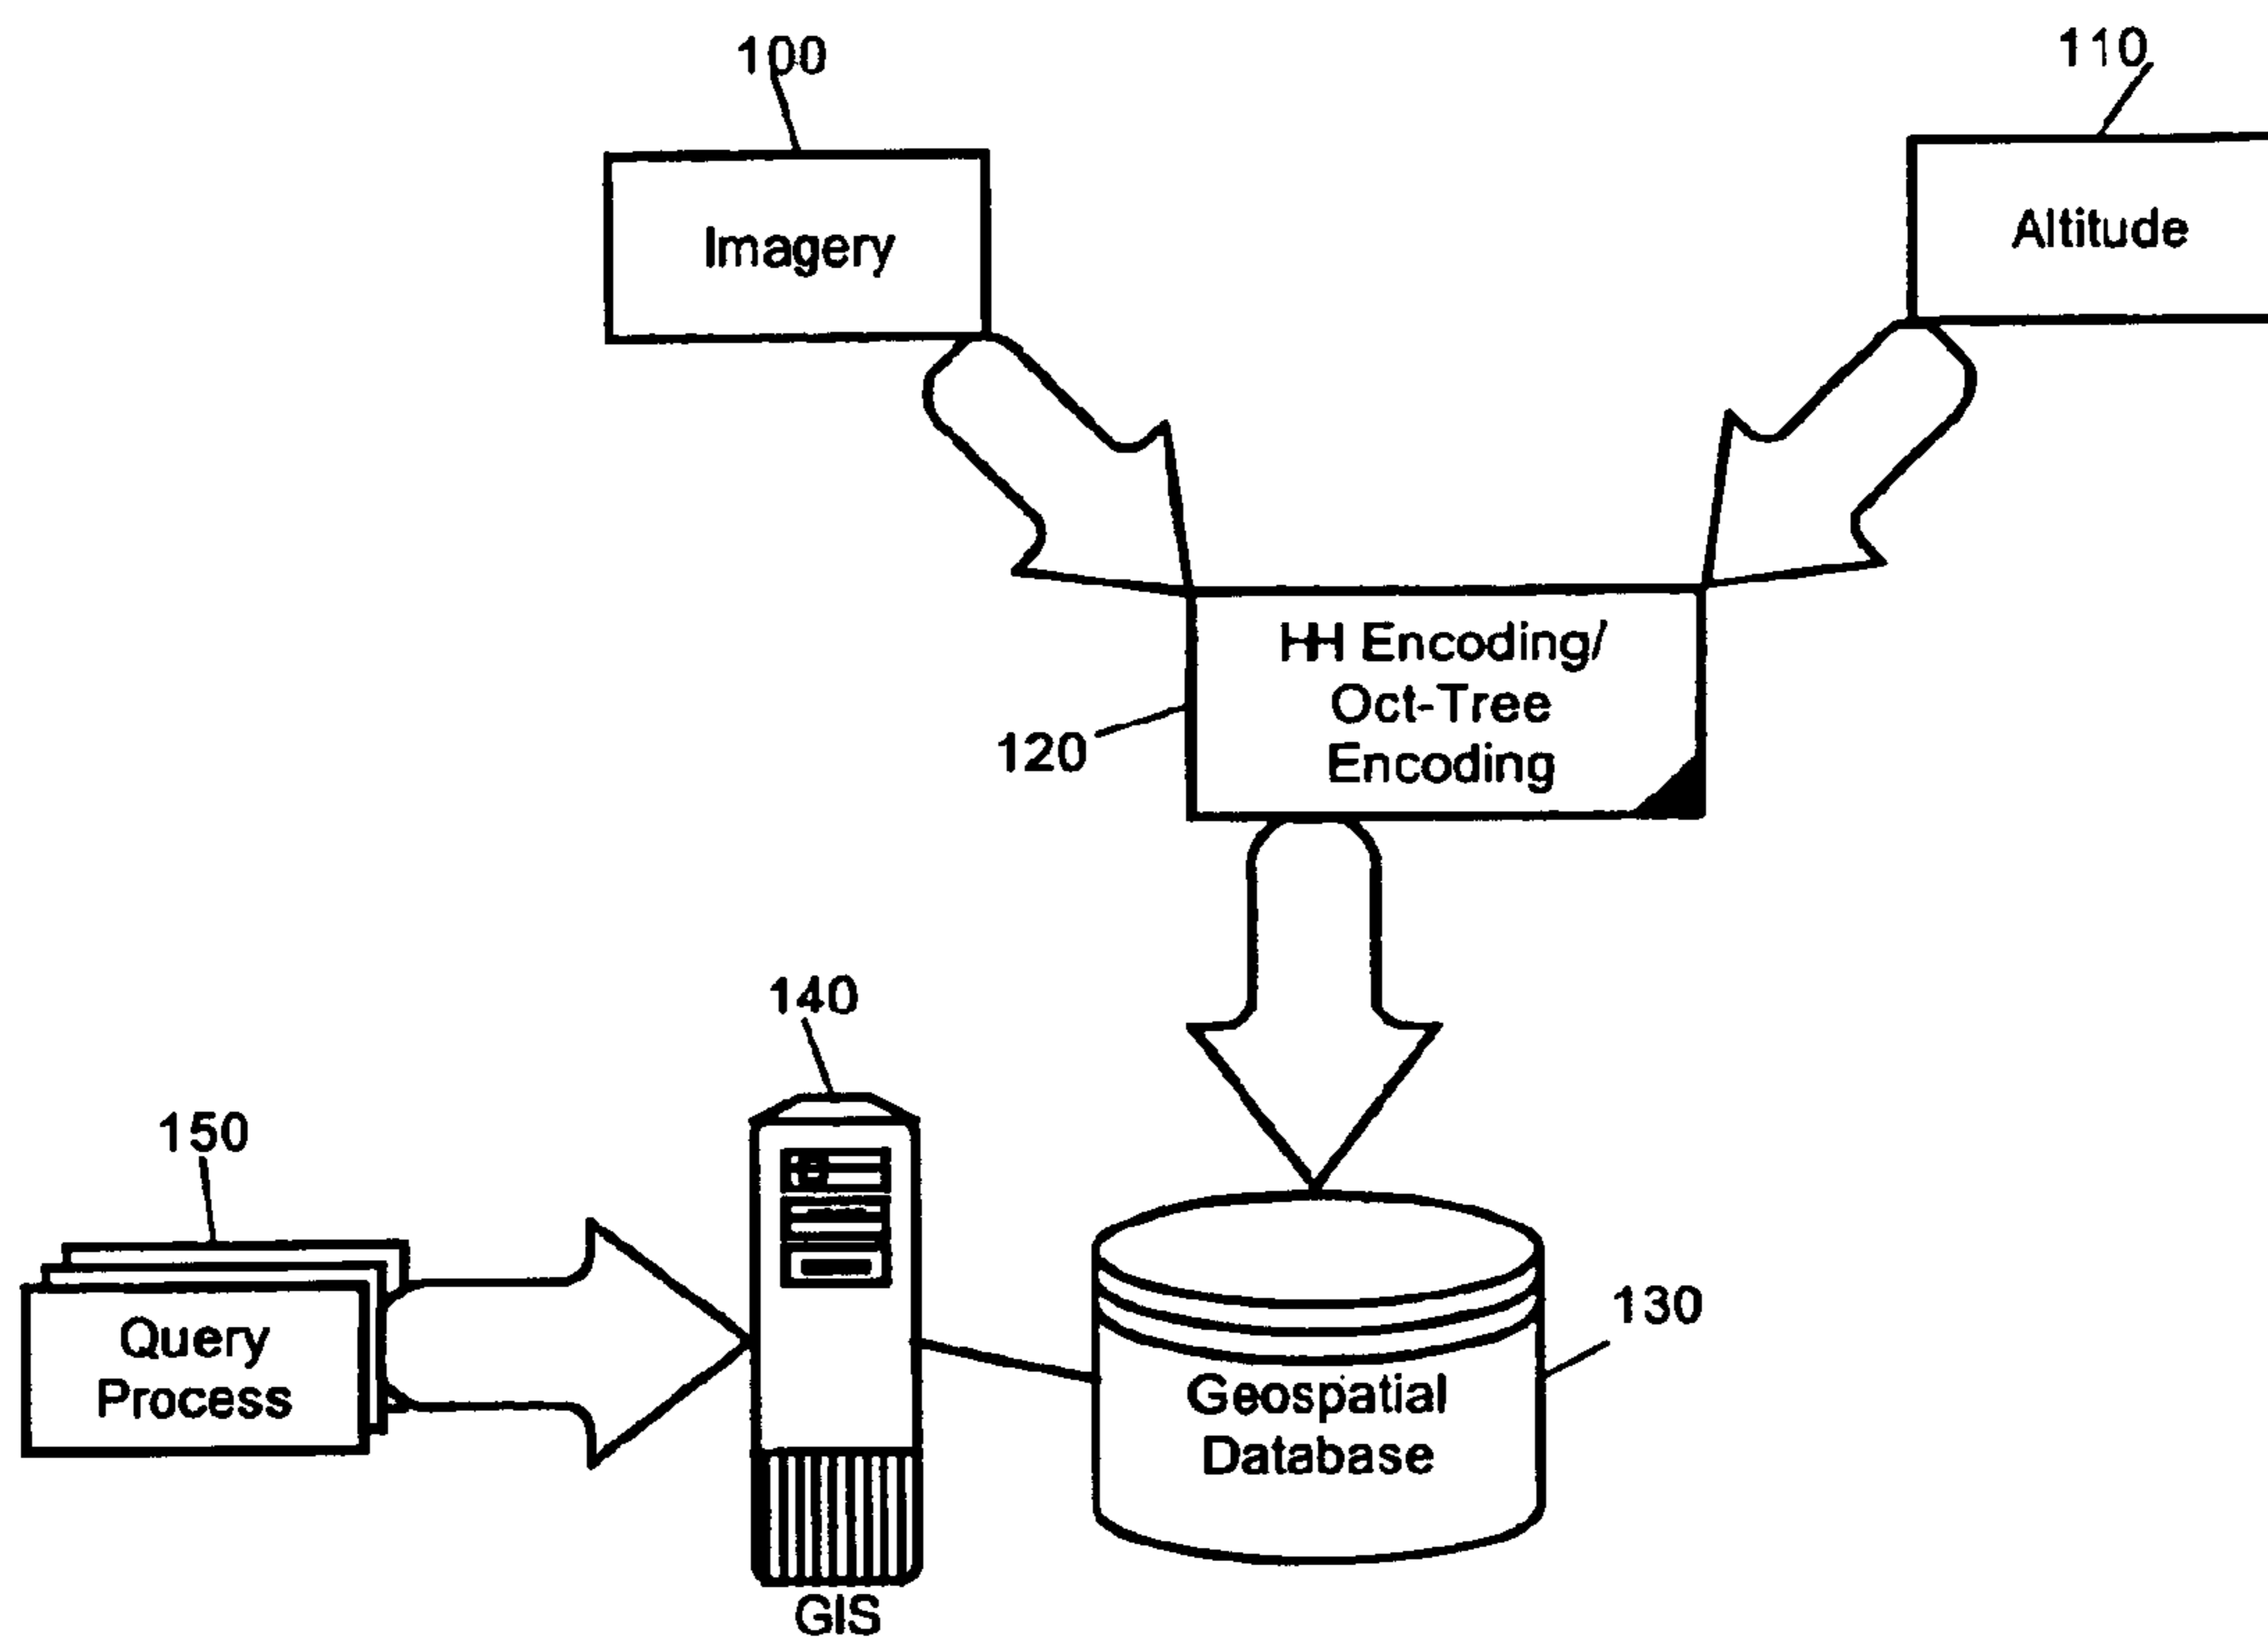 100
110
Imagery
Altitude
HH Encoding/
Oct-Tree
Encoding
120
140
150
130
Query
Process
Geospatial
Database
GIS